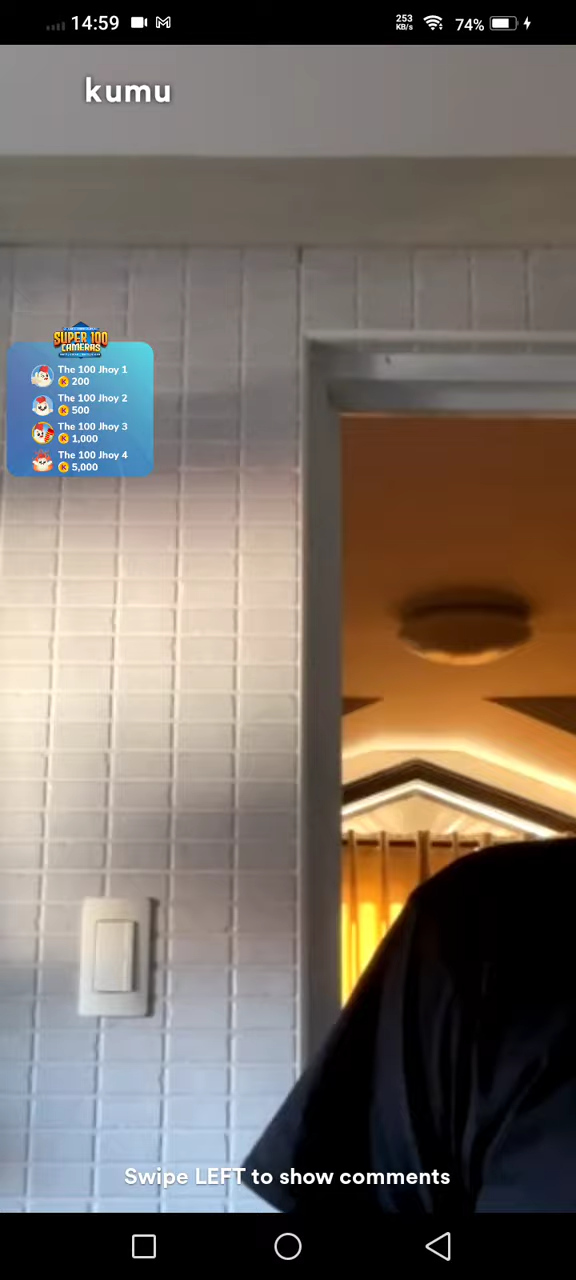 14:59
253
KB/s
74%
kumu
SUPER 100
CAMERAS
The 100 Jhoy 1
200
The 100 Jhoy 2
500
The 100 Jhoy 3
1,000
The 100 Jhoy 4
5,000
Swipe LEFT to show comments